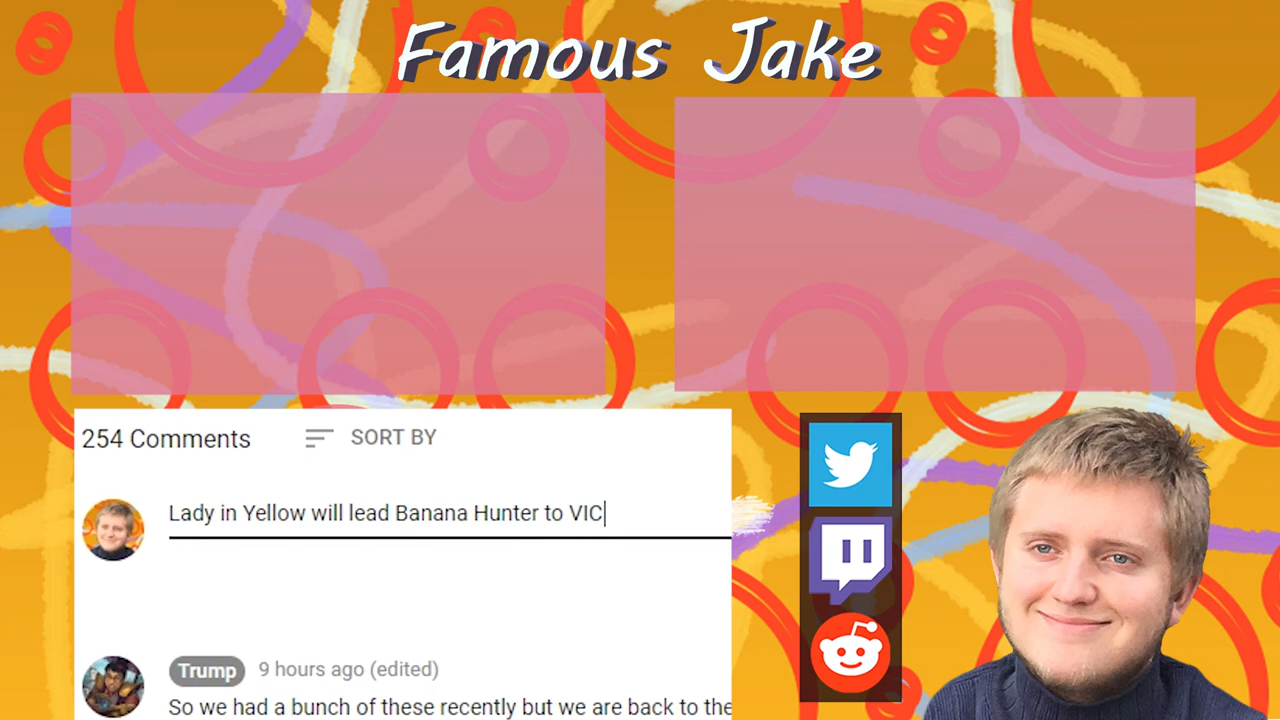 Famous Jake
254 Comments SORT BY
Lady in Yellow will lead Banana Hunter to VIC
Trump 9 hours ago (edited)
So we had a bunch of these recently but we are back to the